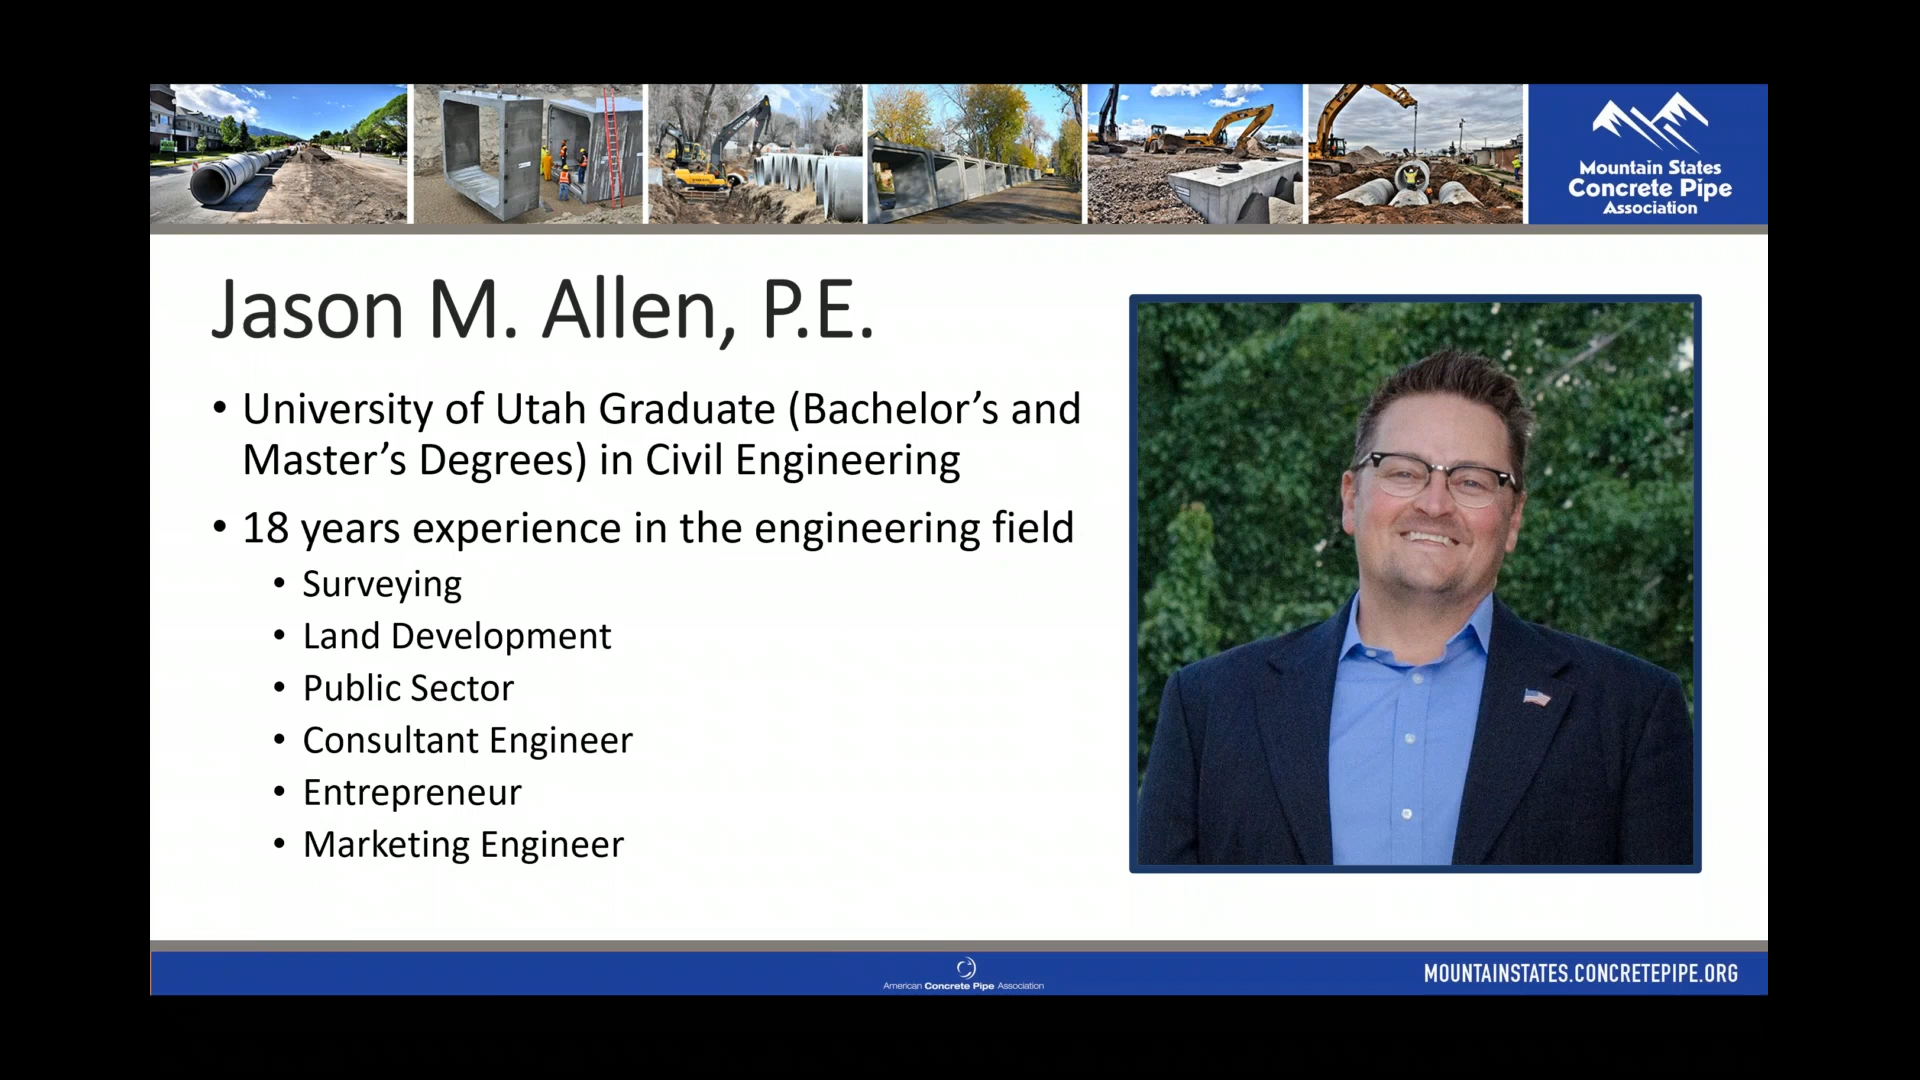 Mountain States
Concrete Pipe
Association
Jason M. Allen, P.E.
• University of Utah Graduate (Bachelor’s and
Master’s Degrees) in Civil Engineering
• 18 years experience in the engineering field
• Surveying
• Land Development
• Public Sector
• Consultant Engineer
• Entrepreneur
• Marketing Engineer
American Concrete Pipe Association
MOUNTAINSTATES.CONCRETEPIPE.ORG